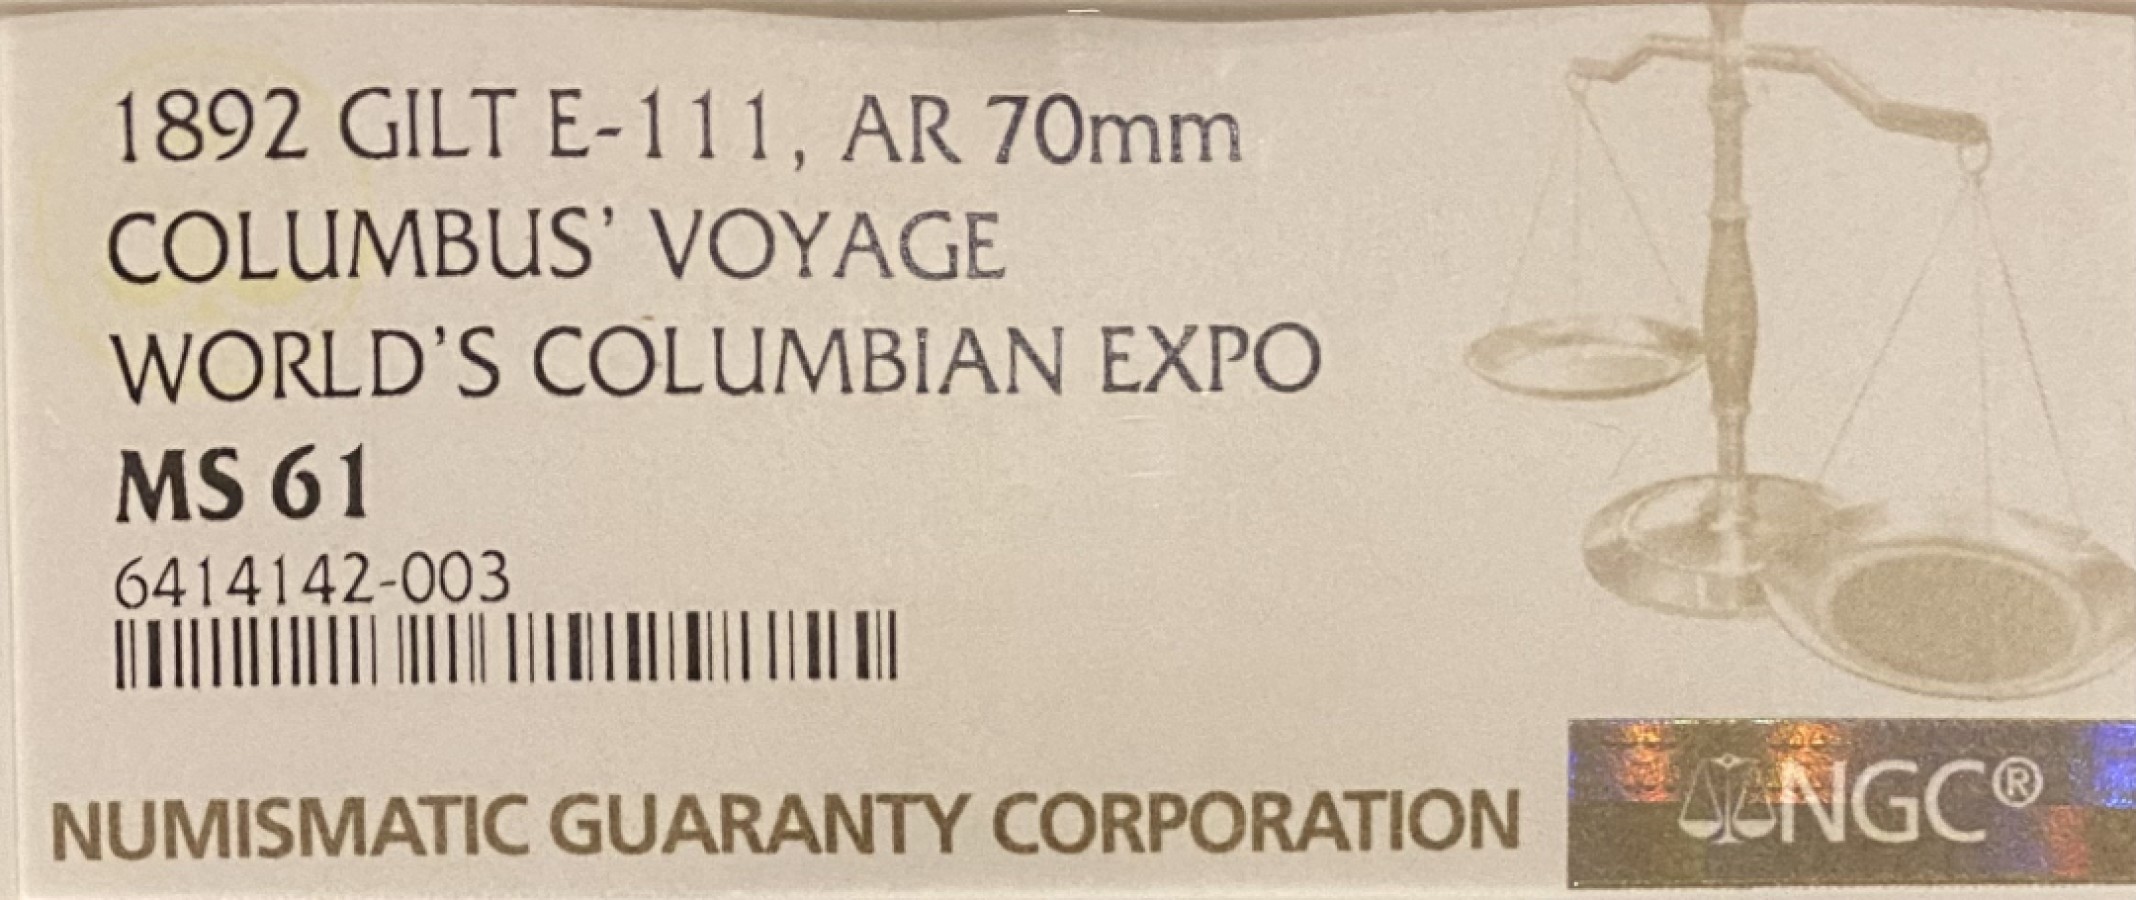 1892 GILT E-111, AR 70mm
COLUMBUS’ VOYAGE
WORLD’S COLUMBIAN EXPO
MS 61
6414142-003
NUMISMATIC GUARANTY CORPORATION
NGC®